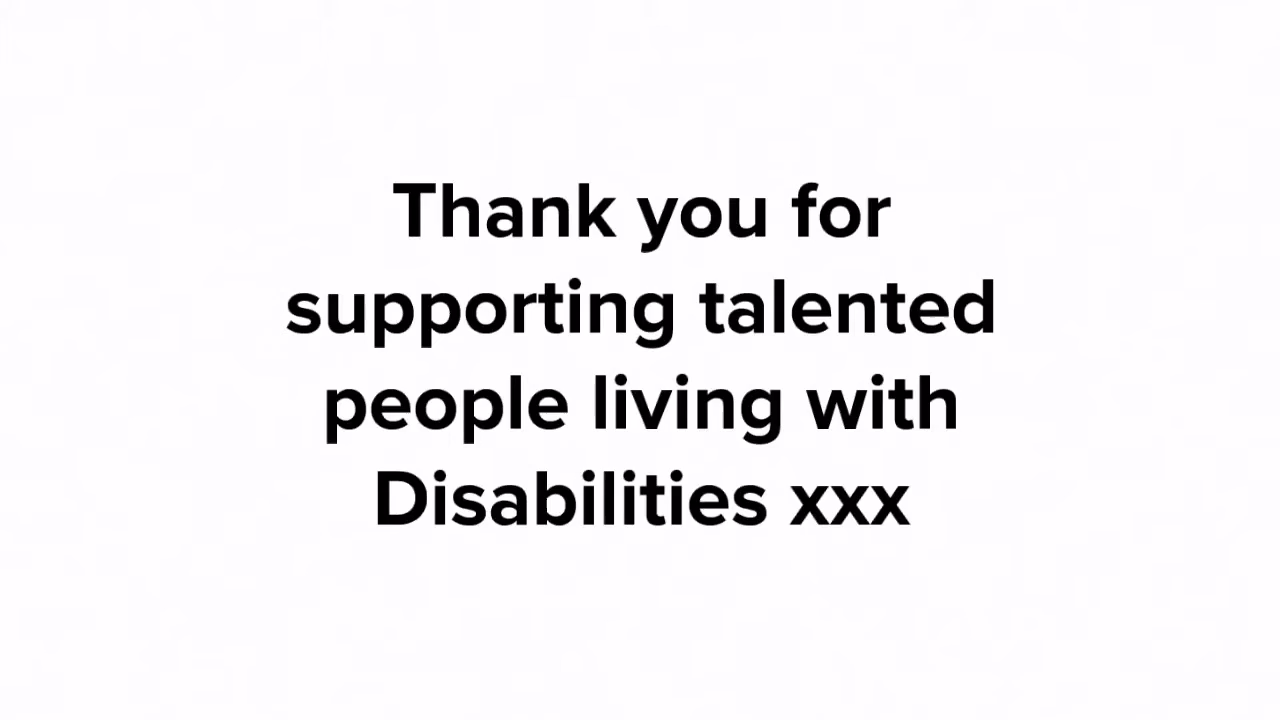 Thank you for
supporting talented
people living with
Disabilities xxx